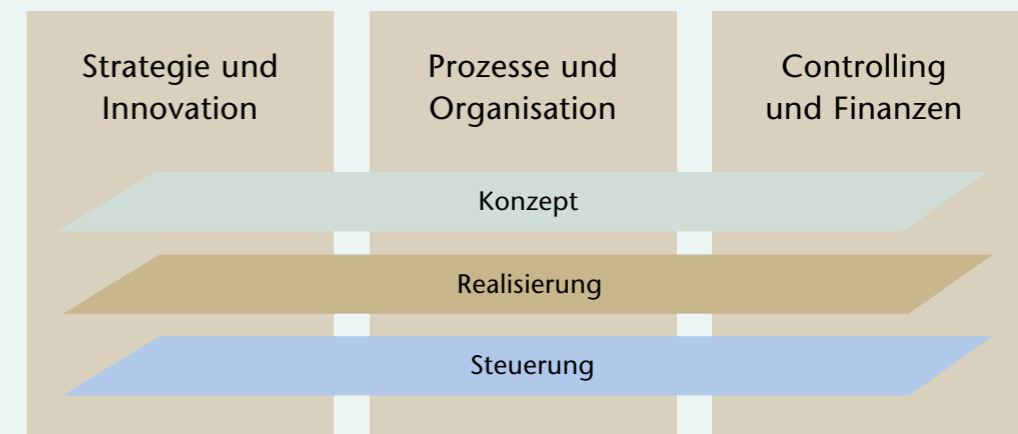 Strategie und
Innovation
Prozesse und
Organisation
Controlling
und Finanzen
Konzept
Realisierung
Steuerung